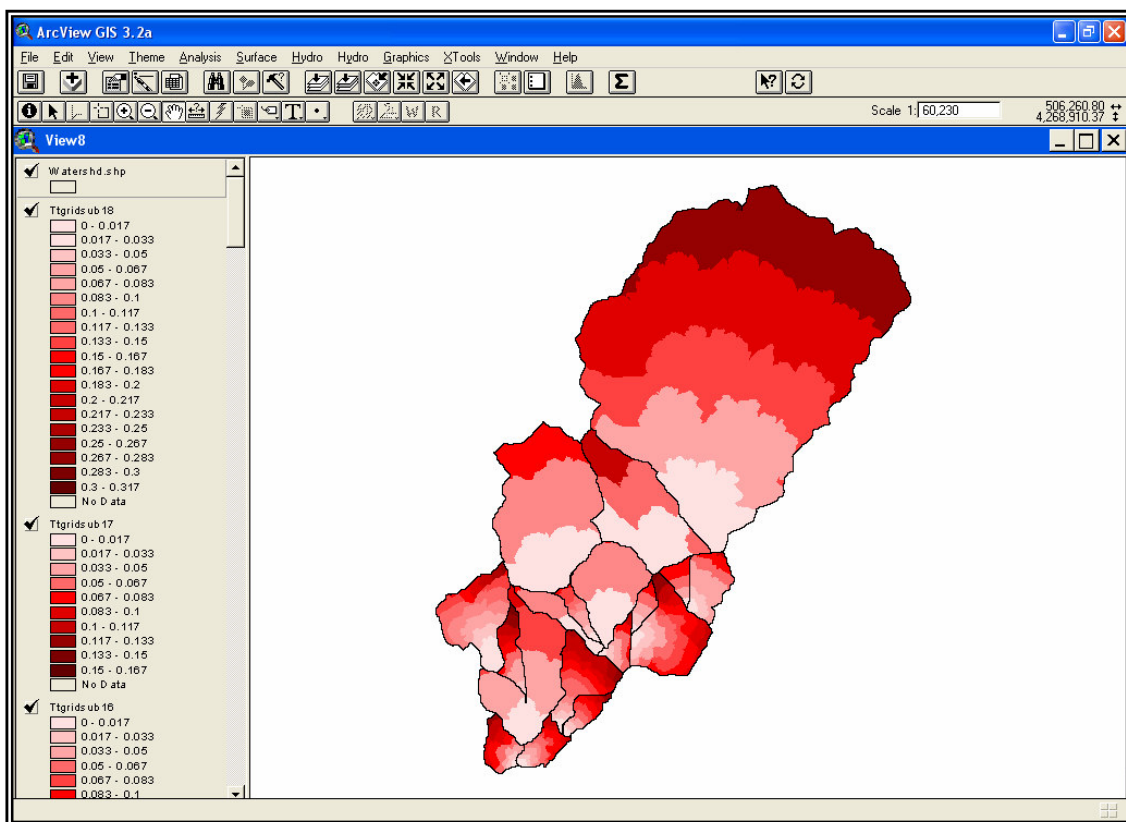 ArcView GIS 3.2a
File Edit View Theme Analysis Surface Hydro Hydro Graphics XTools Window Help
Σ
T W R
Scale 1: 60,230
506,260.80
4,268,910.37
View8
Watershd.shp
Ttgridsub18
0 - 0.017
0.017 - 0.033
0.033 - 0.05
0.05 - 0.067
0.067 - 0.083
0.083 - 0.1
0.1 - 0.117
0.117 - 0.133
0.133 - 0.15
0.15 - 0.167
0.167 - 0.183
0.183 - 0.2
0.2 - 0.217
0.217 - 0.233
0.233 - 0.25
0.25 - 0.267
0.267 - 0.283
0.283 - 0.3
0.3 - 0.317
No Data
Ttgridsub17
0 - 0.017
0.017 - 0.033
0.033 - 0.05
0.05 - 0.067
0.067 - 0.083
0.083 - 0.1
0.1 - 0.117
0.117 - 0.133
0.133 - 0.15
0.15 - 0.167
No Data
Ttgridsub16
0 - 0.017
0.017 - 0.033
0.033 - 0.05
0.05 - 0.067
0.067 - 0.083
0.083 - 0.1